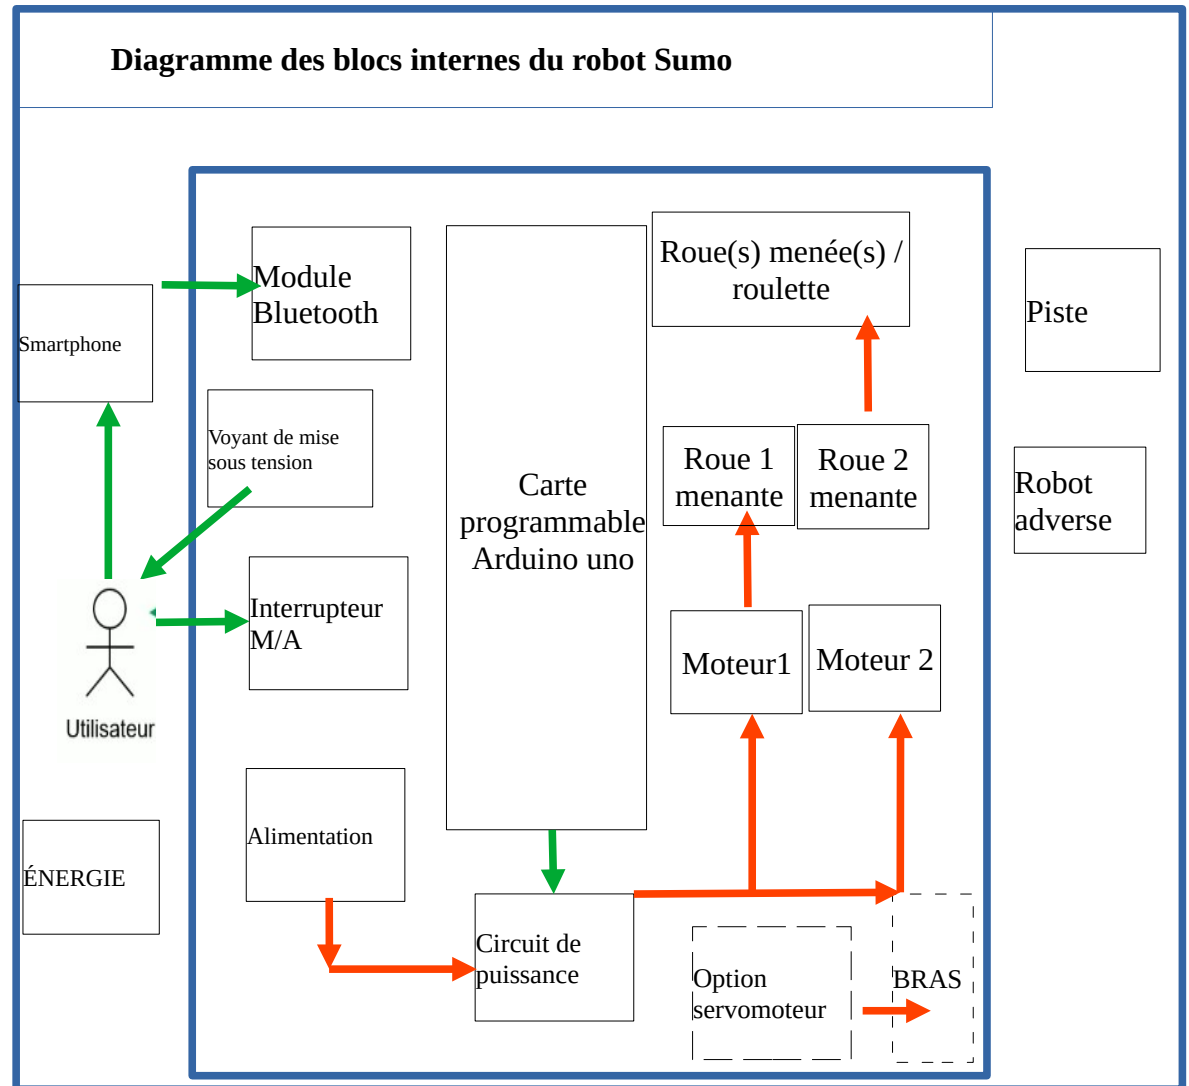 Diagramme des blocs internes du robot Sumo
Module
Bluetooth
Smartphone
Voyant de mise
sous tension
Interrupteur
M/A
Utilisateur
Alimentation
ÉNERGIE
Carte
programmable
Arduino uno
Circuit de
puissance
Roue(s) menée(s) /
roulette
Roue 1
menante
Roue 2
menante
Moteur1
Moteur 2
Option
servomoteur
BRAS
Piste
Robot
adverse